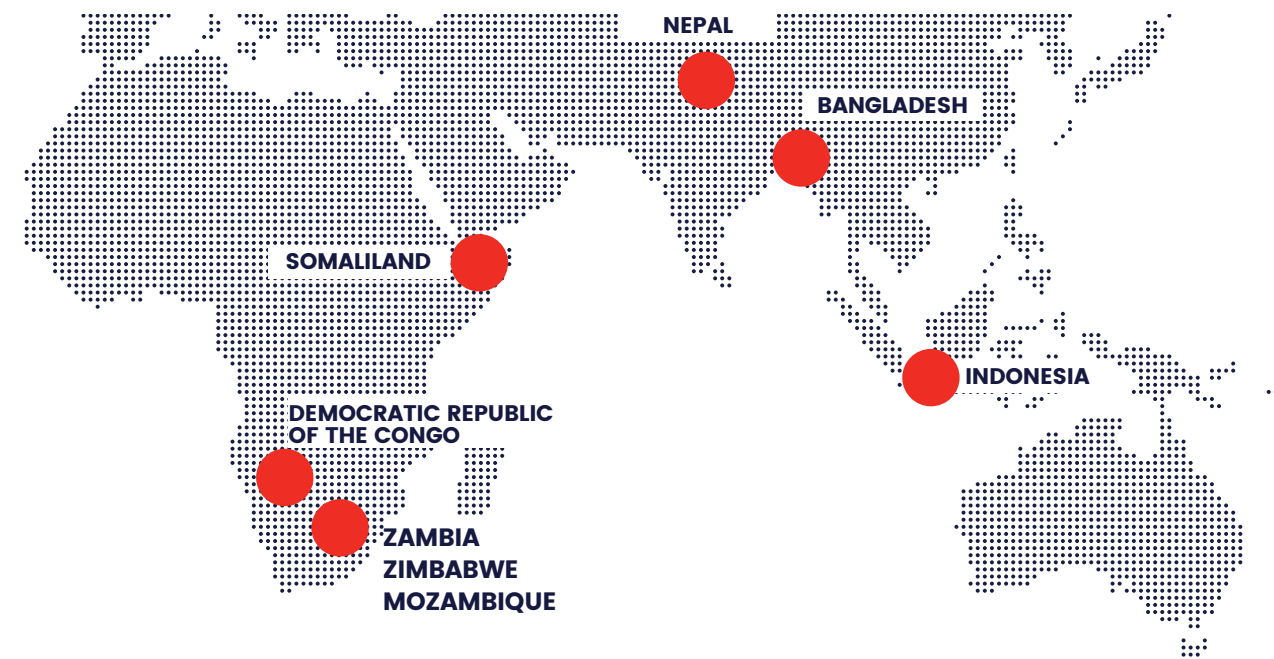 NEPAL
BANGLADESH
SOMALILAND
INDONESIA
DEMOCRATIC REPUBLIC
OF THE CONGO
ZAMBIA
ZIMBABWE
MOZAMBIQUE